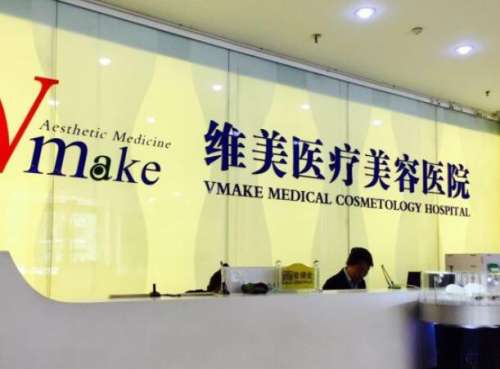 Aesthetic Medicine
Vmake
维美医疗美容医院
VMAKE MEDICAL COSMETOLOGY HOSPITAL